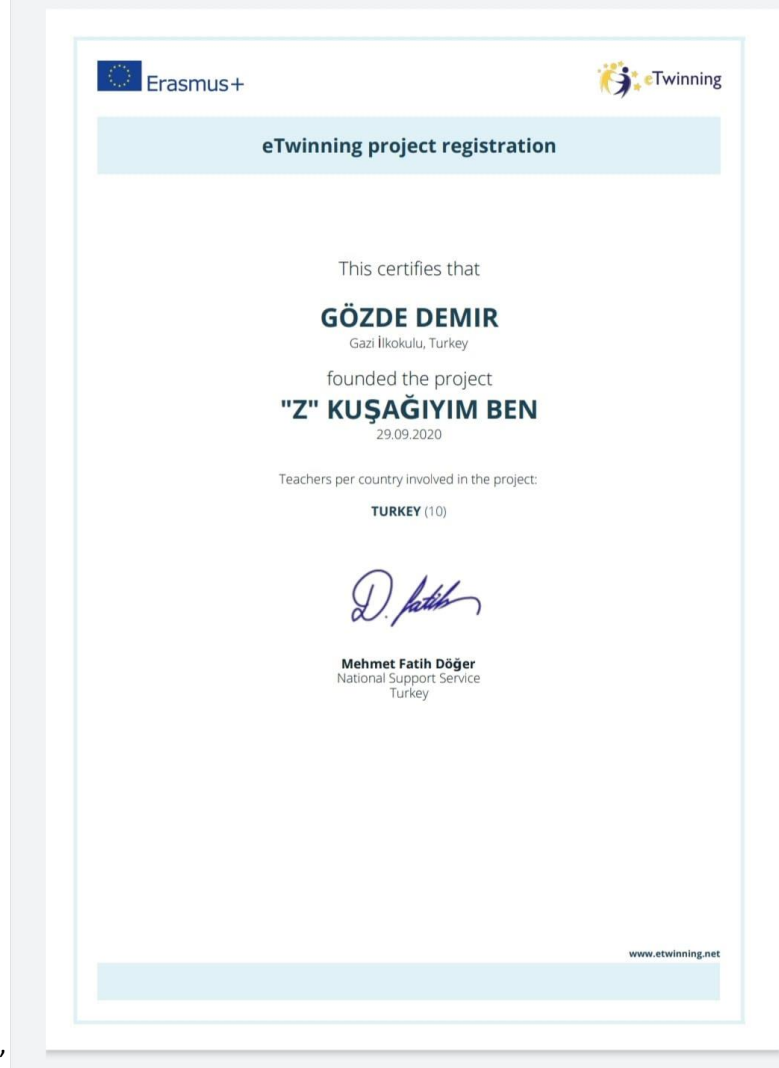 Erasmus+
eTwinning
eTwinning project registration
This certifies that
GÖZDE DEMIR
Gazi İlkokulu, Turkey
founded the project
"Z" KUŞAĞIYIM BEN
29.09.2020
Teachers per country involved in the project:
TURKEY (10)
D. fatih
Mehmet Fatih Döğer
National Support Service
Turkey
www.etwinning.net
,